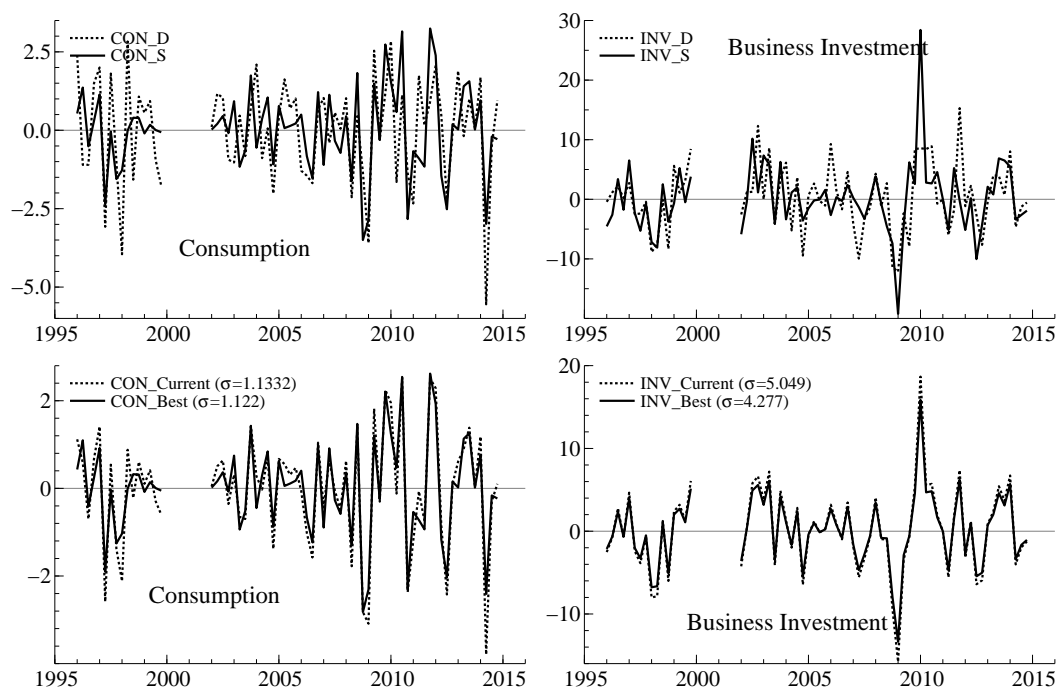 CON_D
CON_S
2.5
0.0
−2.5
−5.0
Consumption
1995 2000 2005 2010 2015
INV_D
INV_S
Business Investment
30
20
10
0
−10
1995 2000 2005 2010 2015
CON_Current (σ=1.1332)
CON_Best (σ=1.122)
2
0
−2
Consumption
1995 2000 2005 2010 2015
INV_Current (σ=5.049)
INV_Best (σ=4.277)
20
10
0
−10
Business Investment
1995 2000 2005 2010 2015